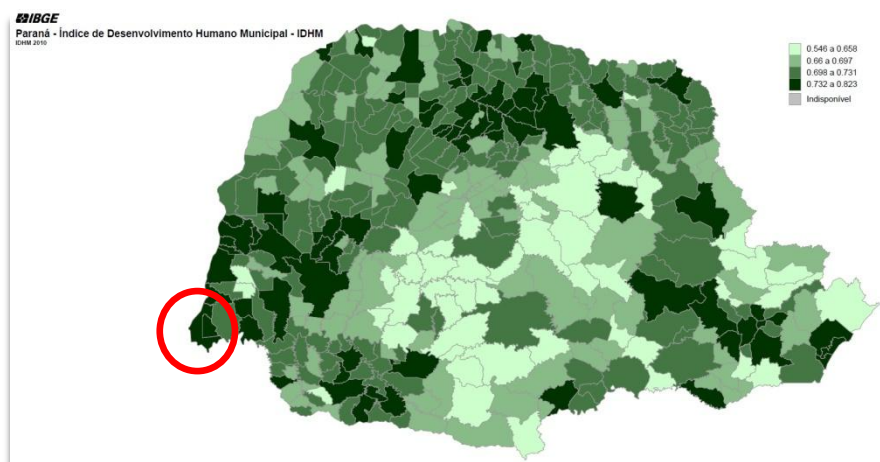 IBGE
Paraná - Índice de Desenvolvimento Humano Municipal - IDHM
IDHM 2010
0.546 a 0.658
0.66 a 0.697
0.698 a 0.731
0.732 a 0.823
Indisponível